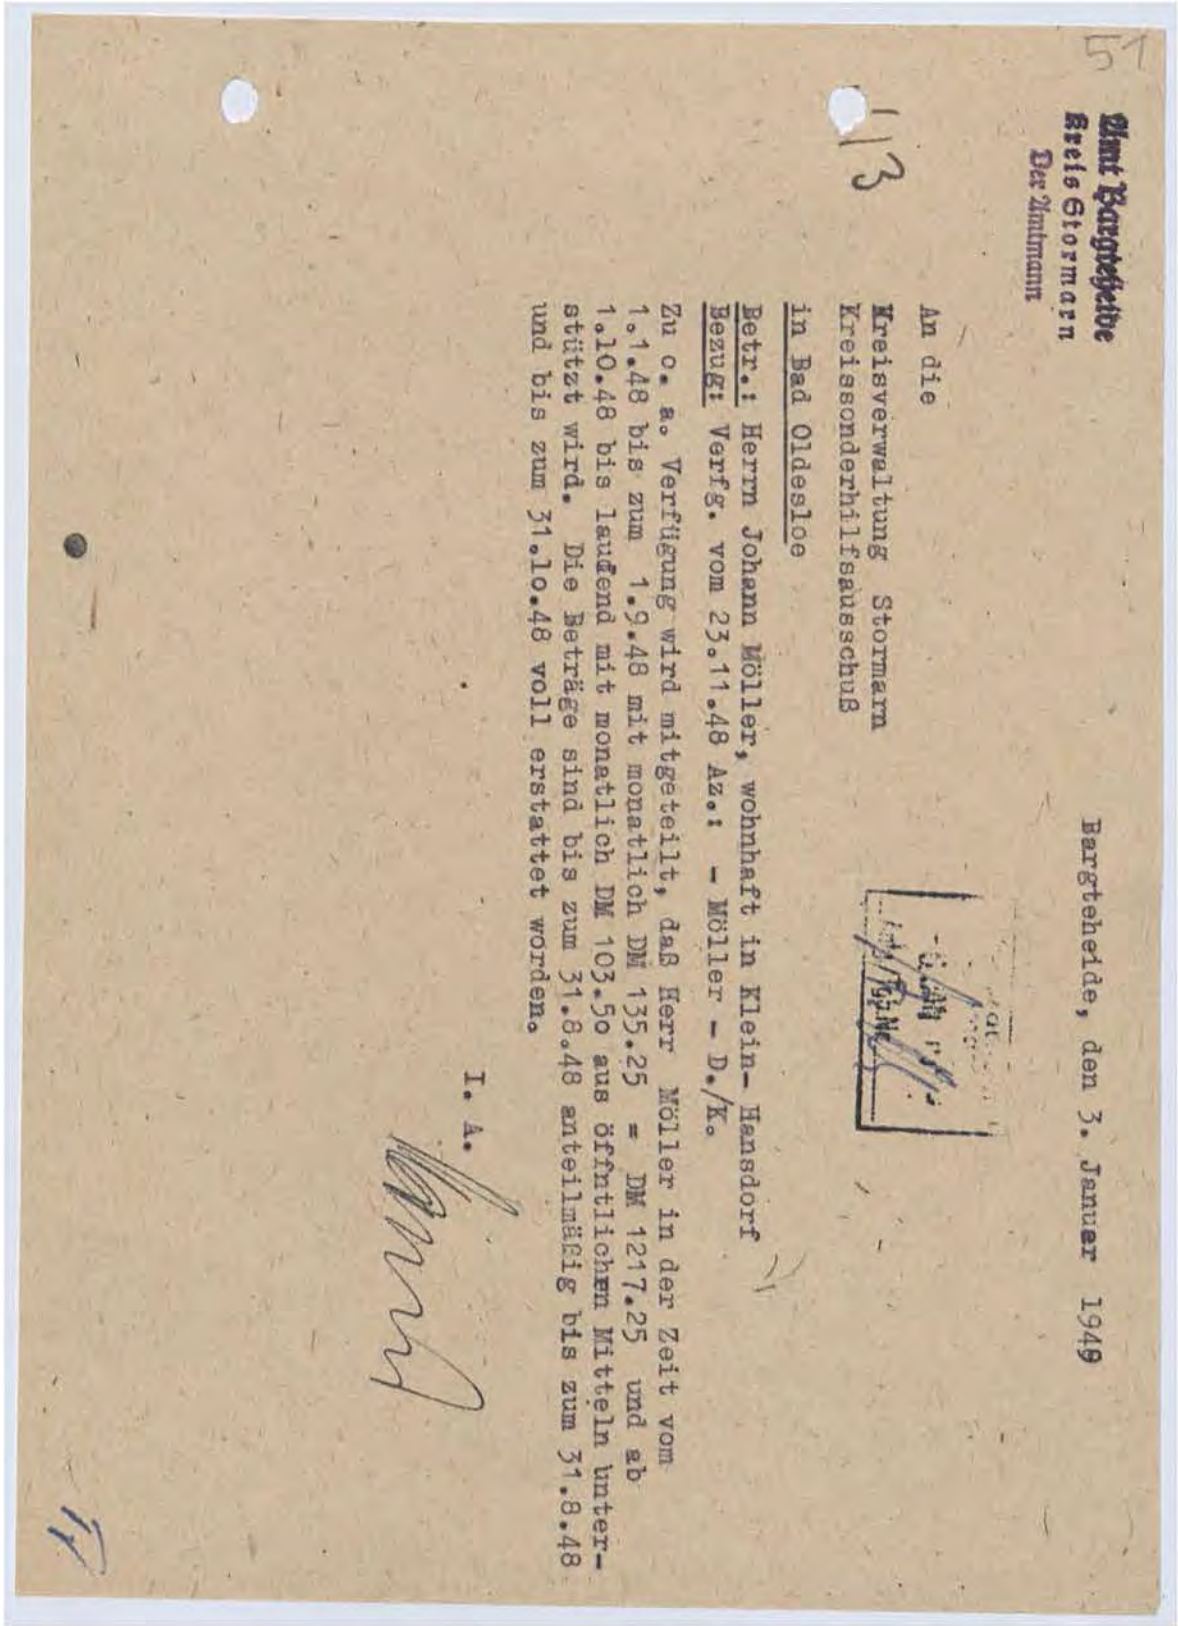 51
Amt Bargteheide
Kreis Stormarn
Der Amtmann
Bargteheide, den 3. Januar 1949
113
An die
Kreisverwaltung Stormarn
Kreissonderhilfsausschuß
in Bad Oldesloe
Betr.: Herrn Johann Möller, wohnhaft in Klein- Hansdorf
Bezug: Verfg. vom 23.11.48 Az.: - Möller - D./K.
Zu o. a. Verfügung wird mitgeteilt, daß Herr Möller in der Zeit vom
1.1.48 bis zum 1.9.48 mit monatlich DM 135.25 = DM 1217.25 und ab
1.10.48 bis laufend mit monatlich DM 103.50 aus öffntlichen Mitteln unter-
stützt wird. Die Beträge sind bis zum 31.8.48 anteilmäßig bis zum 31.8.48
und bis zum 31.10.48 voll erstattet worden.
I. A.